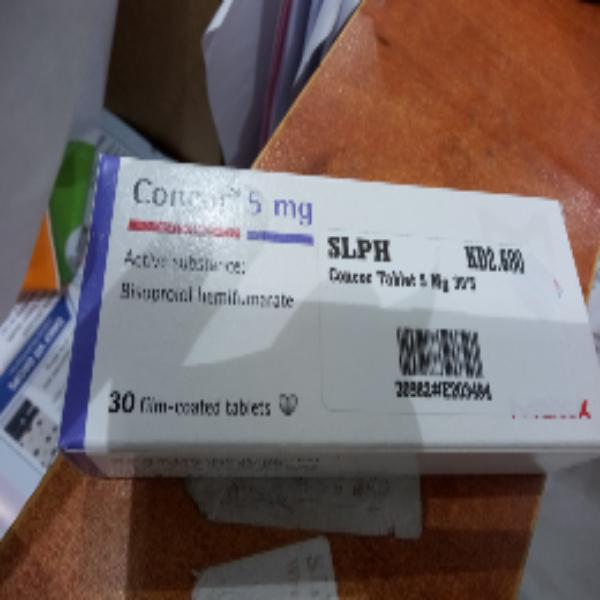 Concor® 5 mg
Active substance:
Bisoprolol hemifumarate
30 film-coated tablets
SLPH KD2.680
Concor Tablet 5 Mg 30'S